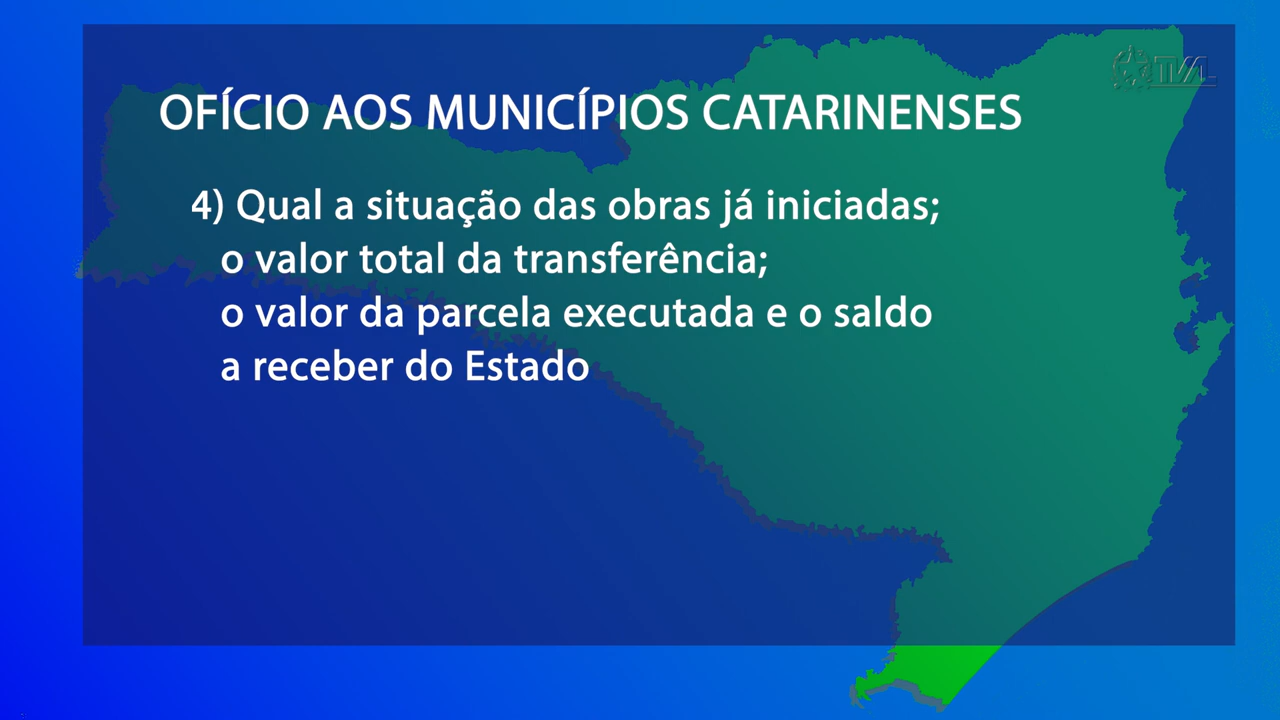 TVAL
OFÍCIO AOS MUNICÍPIOS CATARINENSES
4) Qual a situação das obras já iniciadas;
o valor total da transferência;
o valor da parcela executada e o saldo
a receber do Estado